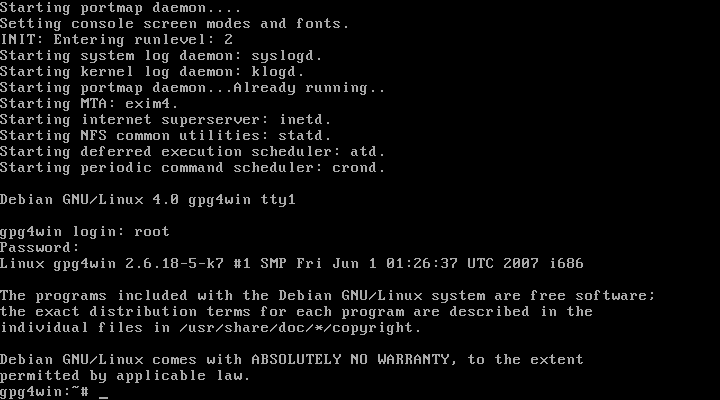 Starting portmap daemon....
Setting console screen modes and fonts.
INIT: Entering runlevel: 2
Starting system log daemon: syslogd.
Starting kernel log daemon: klogd.
Starting portmap daemon...Already running..
Starting MTA: exim4.
Starting internet superserver: inetd.
Starting NFS common utilities: statd.
Starting deferred execution scheduler: atd.
Starting periodic command scheduler: crond.
Debian GNU/Linux 4.0 gpg4win tty1
gpg4win login: root
Password:
Linux gpg4win 2.6.18-5-k7 #1 SMP Fri Jun 1 01:26:37 UTC 2007 i686
The programs included with the Debian GNU/Linux system are free software;
the exact distribution terms for each program are described in the
individual files in /usr/share/doc/*/copyright.
Debian GNU/Linux comes with ABSOLUTELY NO WARRANTY, to the extent
permitted by applicable law.
gpg4win:~# _